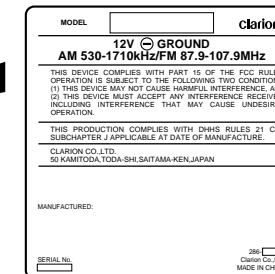 MODEL
Clarion
12V ⊖ GROUND
AM 530-1710kHz/FM 87.9-107.9MHz
THIS DEVICE COMPLIES WITH PART 15 OF THE FCC RULE
OPERATION IS SUBJECT TO THE FOLLOWING TWO CONDITION
(1) THIS DEVICE MAY NOT CAUSE HARMFUL INTERFERENCE, A
(2) THIS DEVICE MUST ACCEPT ANY INTERFERENCE RECEIVE
INCLUDING INTERFERENCE THAT MAY CAUSE UNDESIR
OPERATION.
THIS PRODUCTION COMPLIES WITH DHHS RULES 21 C
SUBCHAPTER J APPLICABLE AT DATE OF MANUFACTURE.
CLARION CO.,LTD.
50 KAMITODA,TODA-SHI,SAITAMA-KEN,JAPAN
MANUFACTURED:
286-
SERIAL No.
Clarion Co.,
MADE IN CH